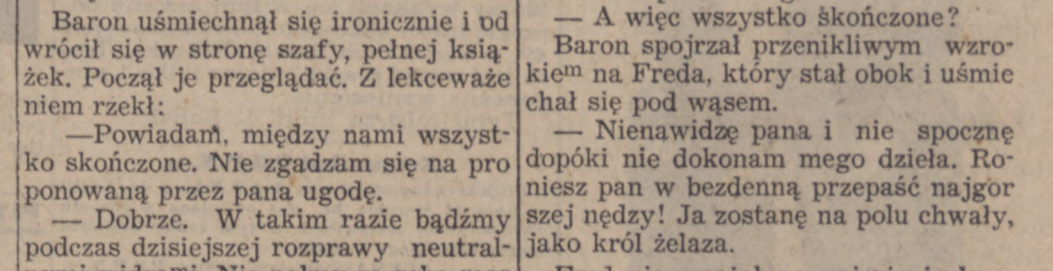 Baron uśmiechnął się ironicznie i od
wrócił się w stronę szafy, pełnej ksią-
żek. Począł je przeglądać. Z lekceważe
niem rzekł:
—Powiadam, między nami wszyst-
ko skończone. Nie zgadzam się na pro
ponowaną przez pana ugodę.
— Dobrze. W takim razie bądźmy
podczas dzisiejszej rozprawy neutral-
— A więc wszystko skończone?
Baron spojrzał przenikliwym wzro-
kiem na Freda, który stał obok i uśmie
chał się pod wąsem.
— Nienawidzę pana i nie spocznę
dopóki nie dokonam mego dzieła. Ro-
niesz pan w bezdenną przepaść najgor
szej nędzy! Ja zostanę na polu chwały,
jako król żelaza.